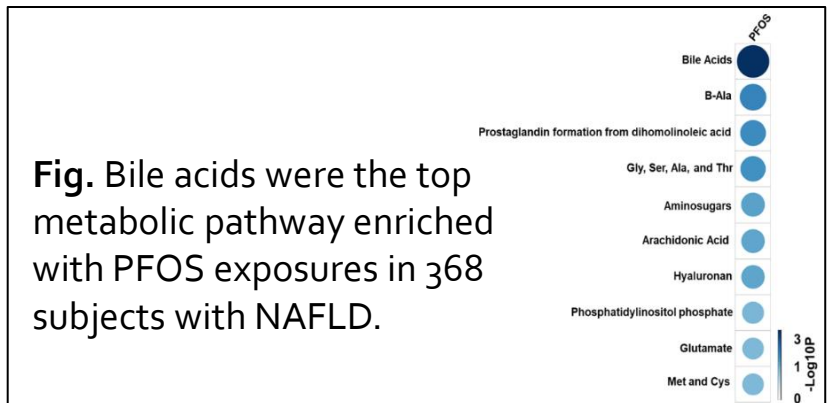 PFOS
Bile Acids
B-Ala
Prostaglandin formation from dihomolinoleic acid
Gly, Ser, Ala, and Thr
Aminosugars
Arachidonic Acid
Hyaluronan
Phosphatidylinositol phosphate
Glutamate
Met and Cys
3
1
0
-Log10P
Fig. Bile acids were the top
metabolic pathway enriched
with PFOS exposures in 368
subjects with NAFLD.